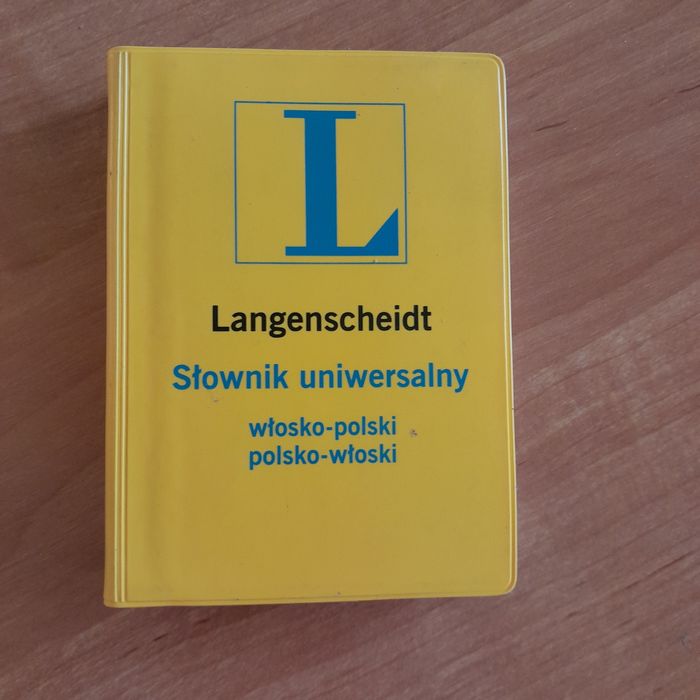 L
Langenscheidt
Słownik uniwersalny
włosko-polski
polsko-włoski